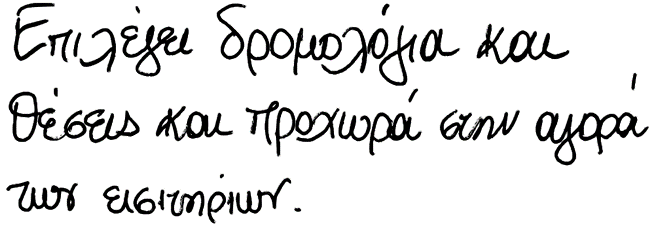 Επιλέγει δρομολόγια και
θέσεις και προχωρά στην αγορά
των εισιτηρίων.